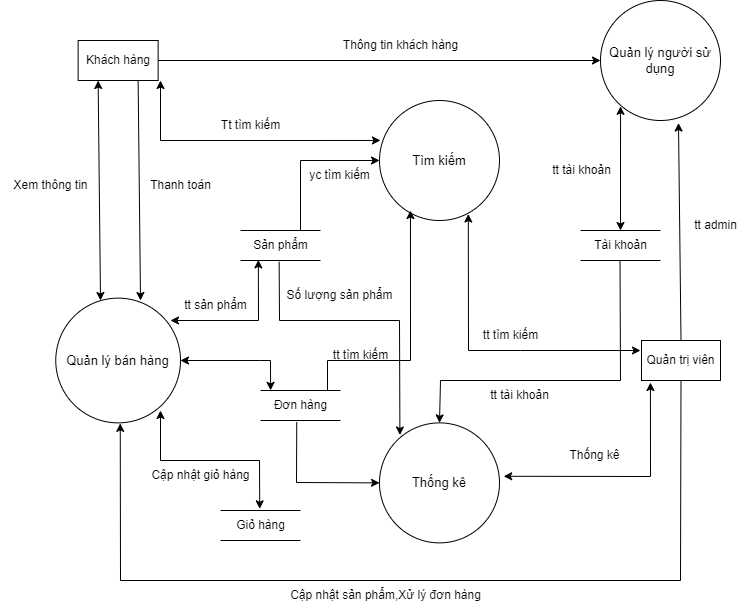 Thông tin khách hàng
Khách hàng
Quản lý người sử
dụng
Tt tìm kiếm
Tìm kiếm
yc tìm kiếm
tt tài khoản
Xem thông tin
Thanh toán
tt admin
Sản phẩm
Tài khoản
Số lượng sản phẩm
tt sản phẩm
tt tìm kiếm
tt tìm kiếm
Quản lý bán hàng
Quản trị viên
tt tài khoản
Đơn hàng
Thống kê
Cập nhật giỏ hàng
Thống kê
Giỏ hàng
Cập nhật sản phẩm,Xử lý đơn hàng